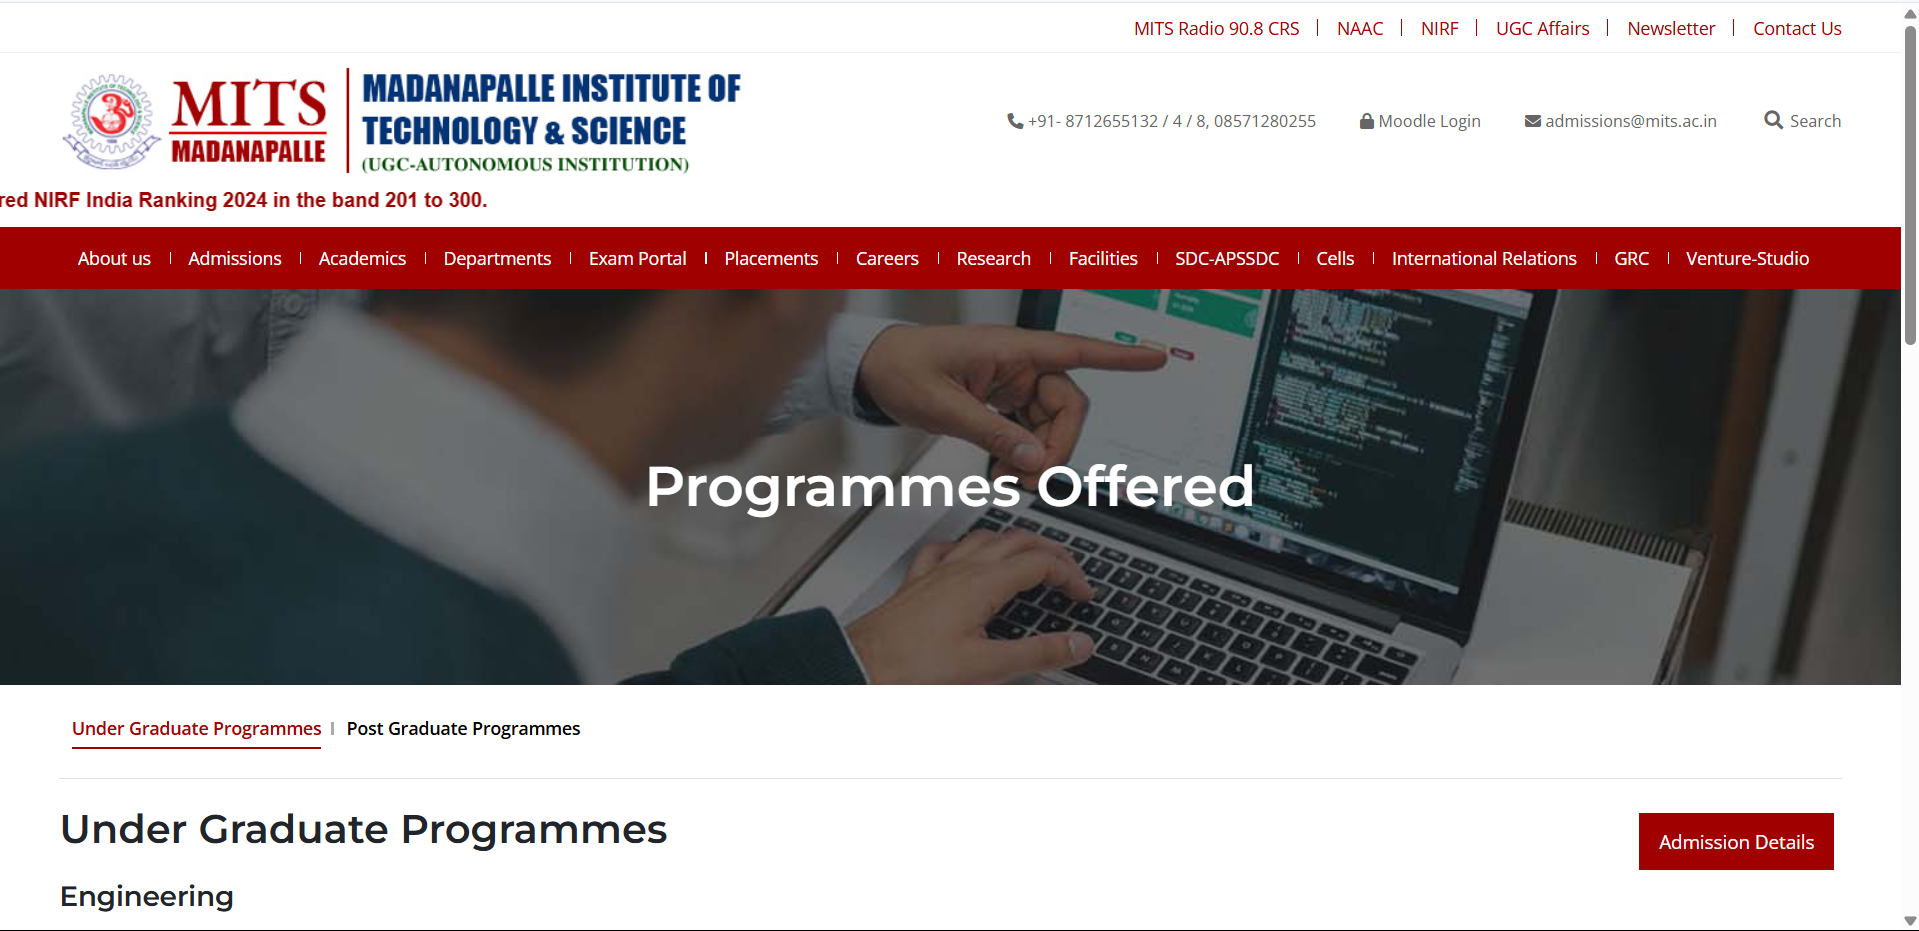 MITS Radio 90.8 CRS | NAAC | NIRF | UGC Affairs | Newsletter | Contact Us
MITS
MADANAPALLE
MADANAPALLE INSTITUTE OF
TECHNOLOGY & SCIENCE
(UGC-AUTONOMOUS INSTITUTION)
+91- 8712655132 / 4 / 8, 08571280255 Moodle Login admissions@mits.ac.in Search
red NIRF India Ranking 2024 in the band 201 to 300.
About us | Admissions | Academics | Departments | Exam Portal | Placements | Careers | Research | Facilities | SDC-APSSDC | Cells | International Relations | GRC | Venture-Studio
Programmes Offered
Under Graduate Programmes | Post Graduate Programmes
Under Graduate Programmes
Admission Details
Engineering